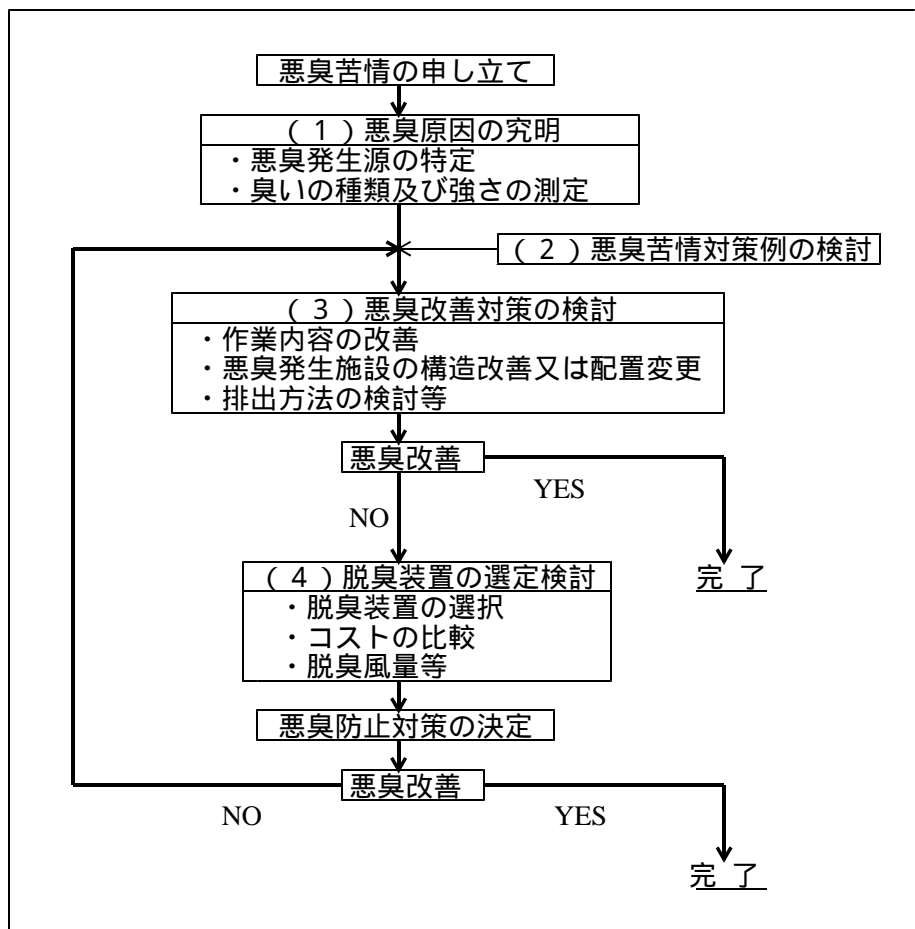 悪臭苦情の申し立て
（１）悪臭原因の究明
・悪臭発生源の特定
・臭いの種類及び強さの測定
（２）悪臭苦情対策例の検討
（３）悪臭改善対策の検討
・作業内容の改善
・悪臭発生施設の構造改善又は配置変更
・排出方法の検討等
悪臭改善
YES
NO
完 了
（４）脱臭装置の選定検討
・脱臭装置の選択
・コストの比較
・脱臭風量等
悪臭防止対策の決定
悪臭改善
NO
YES
完 了